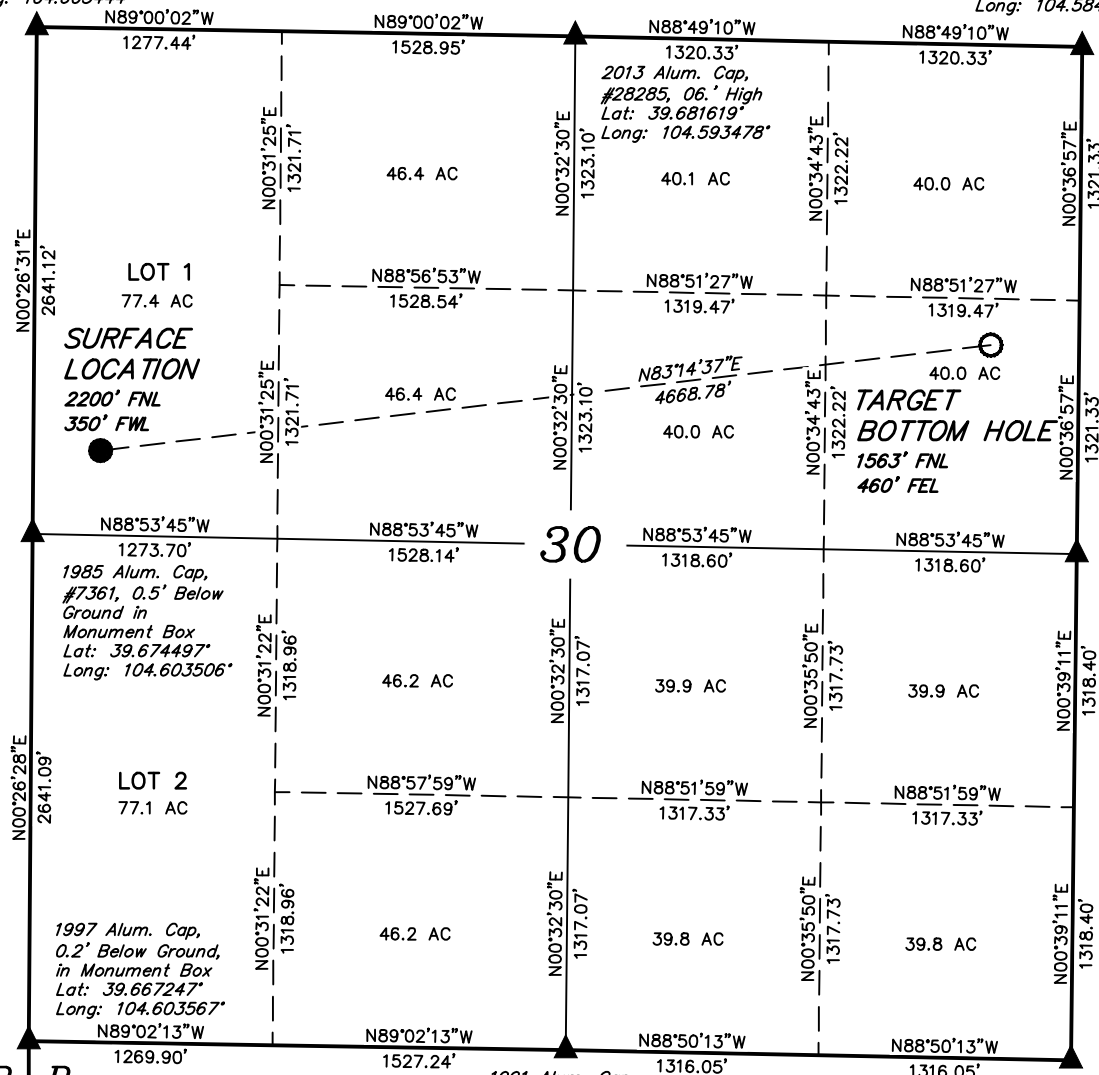 Long: 104.584
N89°00'02"W
1277.44'
N89°00'02"W
1528.95'
N88°49'10"W
1320.33'
N88°49'10"W
1320.33'
2013 Alum. Cap,
#28285, 06.' High
Lat: 39.681619°
Long: 104.593478°
N00°26'31"E
2641.12'
N00°31'25"E
1321.71'
N00°32'30"E
1323.10'
N00°34'43"E
1322.22'
N00°36'57"E
1321.33'
46.4 AC
40.1 AC
40.0 AC
LOT 1
77.4 AC
N88°56'53"W
1528.54'
N88°51'27"W
1319.47'
N88°51'27"W
1319.47'
SURFACE
LOCATION
2200' FNL
350' FWL
N00°31'25"E
1321.71'
46.4 AC
N00°32'30"E
1323.10'
N83°14'37"E
4668.78'
40.0 AC
N00°34'43"E
1322.22'
40.0 AC
TARGET
BOTTOM HOLE
1563' FNL
460' FEL
N00°36'57"E
1321.33'
N88°53'45"W
1273.70'
N88°53'45"W
1528.14'
30
N88°53'45"W
1318.60'
N88°53'45"W
1318.60'
1985 Alum. Cap,
#7361, 0.5' Below
Ground in
Monument Box
Lat: 39.674497°
Long: 104.603506°
N00°31'22"E
1318.96'
46.2 AC
N00°32'30"E
1317.07'
39.9 AC
N00°35'50"E
1317.73'
39.9 AC
N00°39'11"E
1318.40'
N00°26'28"E
2641.09'
LOT 2
77.1 AC
N88°57'59"W
1527.69'
N88°51'59"W
1317.33'
N88°51'59"W
1317.33'
N00°31'22"E
1318.96'
46.2 AC
N00°32'30"E
1317.07'
39.8 AC
N00°35'50"E
1317.73'
39.8 AC
N00°39'11"E
1318.40'
1997 Alum. Cap,
0.2' Below Ground,
in Monument Box
Lat: 39.667247°
Long: 104.603567°
N89°02'13"W
1269.90'
N89°02'13"W
1527.24'
N88°50'13"W
1316.05'
N88°50'13"W
1316.05'